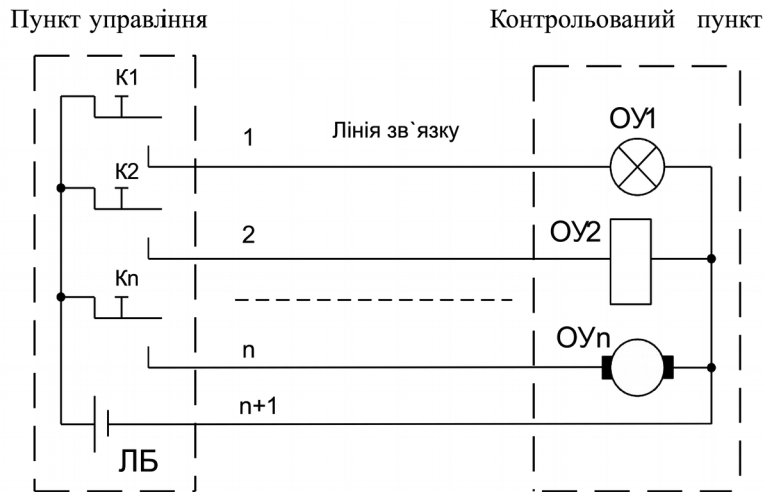 Пункт управління
Контрольований пункт
К1
ОУ1
1
Лінія зв`язку
К2
ОУ2
2
Кn
ОУn
n
n+1
ЛБ